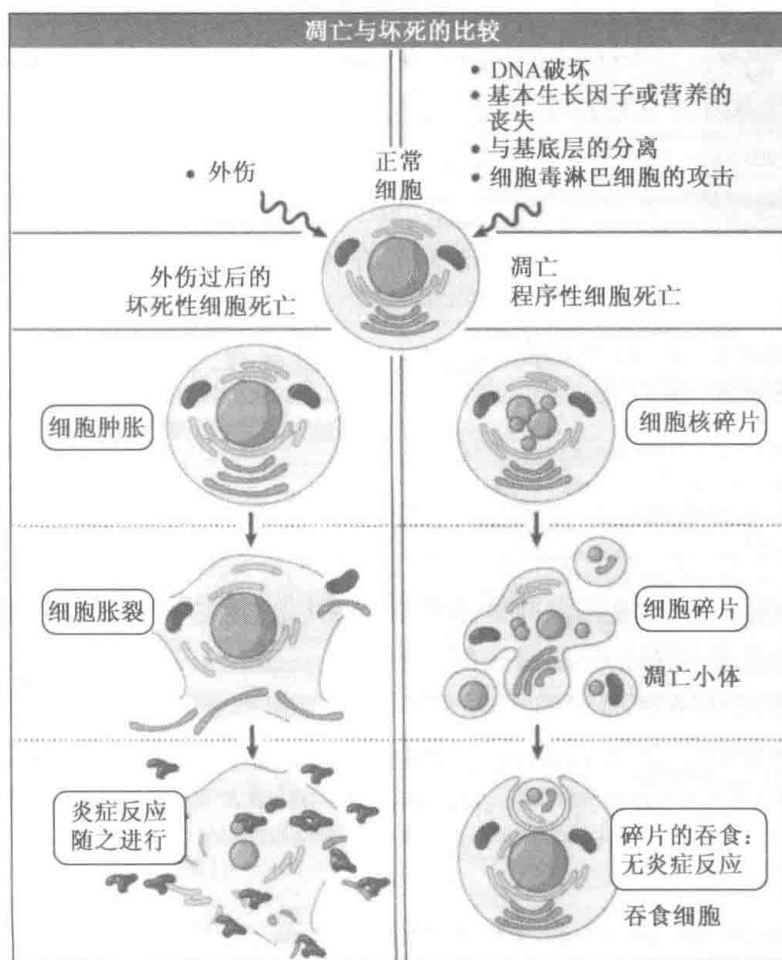 凋亡与坏死的比较
• DNA破坏
• 基本生长因子或营养的
丧失
• 与基底层的分离
• 细胞毒淋巴细胞的攻击
• 外伤
正常
细胞
外伤过后的
坏死性细胞死亡
凋亡
程序性细胞死亡
细胞肿胀
细胞核碎片
细胞胀裂
细胞碎片
凋亡小体
炎症反应
随之进行
碎片的吞食：
无炎症反应
吞食细胞